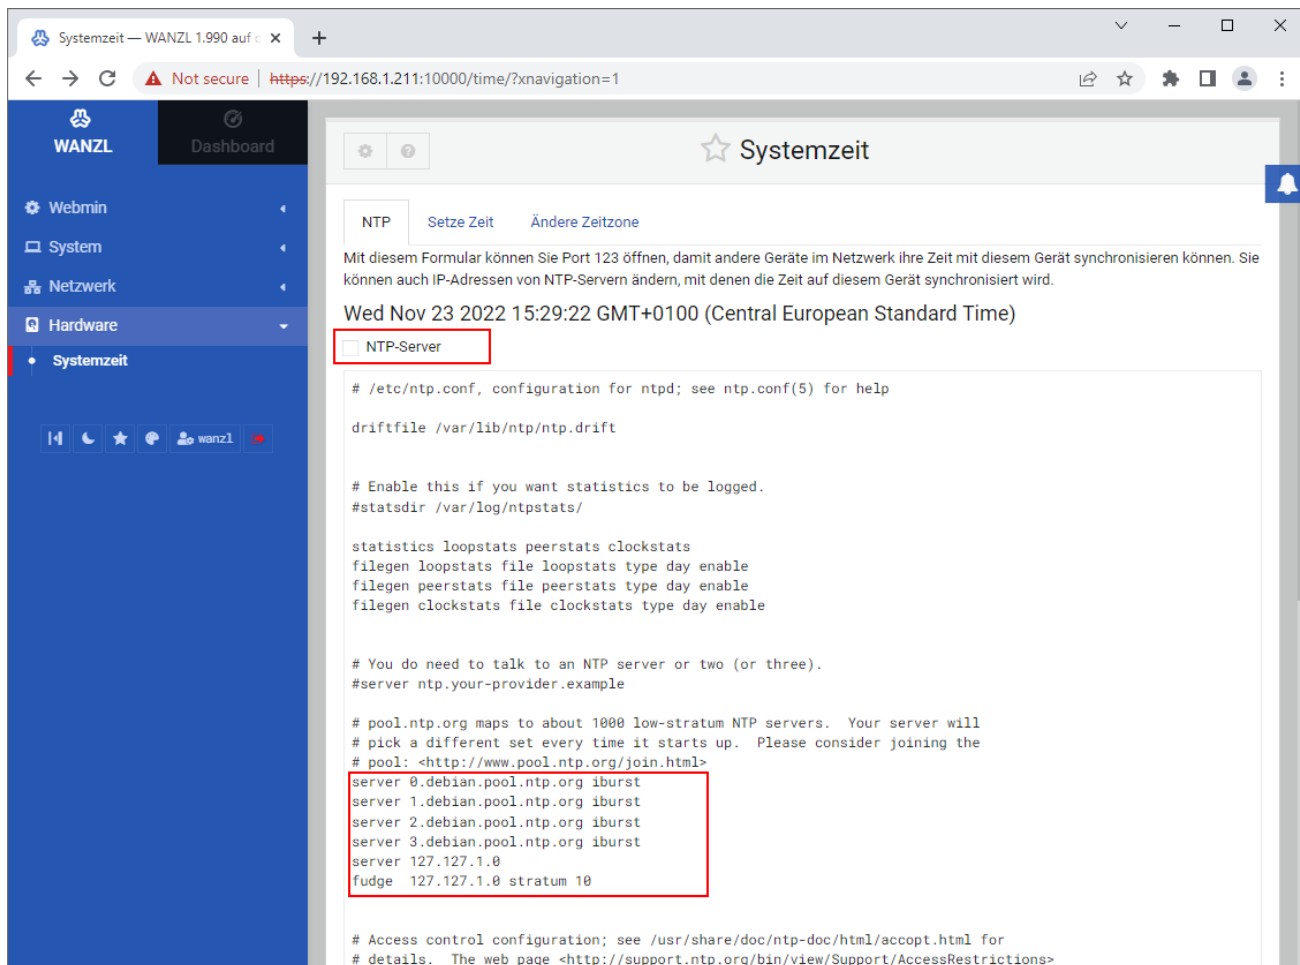 Systemzeit — WANZL 1.990 auf
Not secure | https://192.168.1.211:10000/time/?xnavigation=1
WANZL
Dashboard
Webmin
System
Netzwerk
Hardware
Systemzeit
wanzl
Systemzeit
NTP Setze Zeit Ändere Zeitzone
Mit diesem Formular können Sie Port 123 öffnen, damit andere Geräte im Netzwerk ihre Zeit mit diesem Gerät synchronisieren können. Sie
können auch IP-Adressen von NTP-Servern ändern, mit denen die Zeit auf diesem Gerät synchronisiert wird.
Wed Nov 23 2022 15:29:22 GMT+0100 (Central European Standard Time)
NTP-Server
# /etc/ntp.conf, configuration for ntpd; see ntp.conf(5) for help
driftfile /var/lib/ntp/ntp.drift
# Enable this if you want statistics to be logged.
#statsdir /var/log/ntpstats/
statistics loopstats peerstats clockstats
filegen loopstats file loopstats type day enable
filegen peerstats file peerstats type day enable
filegen clockstats file clockstats type day enable
# You do need to talk to an NTP server or two (or three).
#server ntp.your-provider.example
# pool.ntp.org maps to about 1000 low-stratum NTP servers.  Your server will
# pick a different set every time it starts up.  Please consider joining the
# pool: <http://www.pool.ntp.org/join.html>
server 0.debian.pool.ntp.org iburst
server 1.debian.pool.ntp.org iburst
server 2.debian.pool.ntp.org iburst
server 3.debian.pool.ntp.org iburst
server 127.127.1.0
fudge  127.127.1.0 stratum 10
# Access control configuration; see /usr/share/doc/ntp-doc/html/accopt.html for
# details.  The web page <http://support.ntp.org/bin/view/Support/AccessRestrictions>